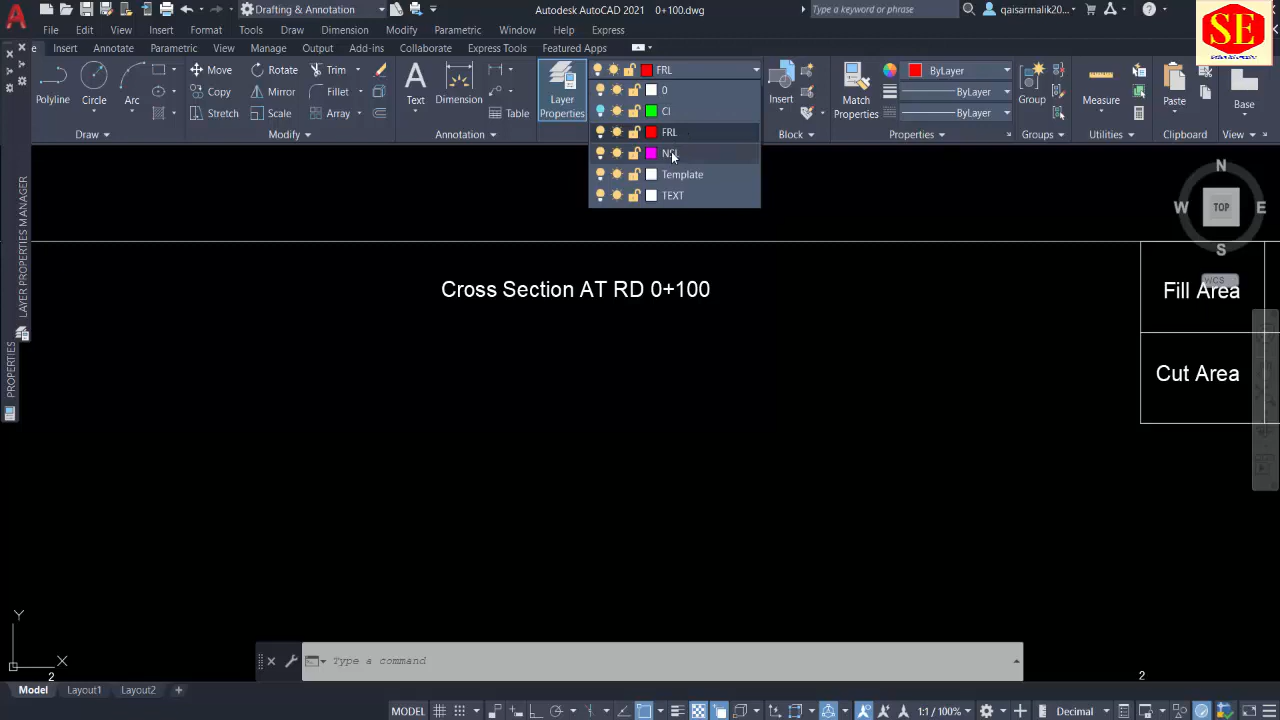 Drafting & Annotation
Autodesk AutoCAD 2021 0+100.dwg
Type a keyword or phrase
qaisarmalik20...
SE
File Edit View Insert Format Tools Draw Dimension Modify Parametric Window Help Express
Insert Annotate Parametric View Manage Output Add-ins Collaborate Express Tools Featured Apps
Polyline
Circle
Arc
Draw
Move
Rotate
Trim
Copy
Mirror
Fillet
Stretch
Scale
Array
Modify
Text
Dimension
Table
Annotation
Layer
Properties
FRL
0
CI
FRL
NSL
Template
TEXT
Insert
Block
Match
Properties
ByLayer
ByLayer
ByLayer
Properties
Group
Groups
Measure
Utilities
Paste
Clipboard
Base
View
LAYER PROPERTIES MANAGER
PROPERTIES
N
W TOP E
S
WCS
Cross Section AT RD 0+100
Fill Area
Cut Area
Y
X
2
2
Type a command
Model Layout1 Layout2
MODEL
1:1 / 100%
Decimal